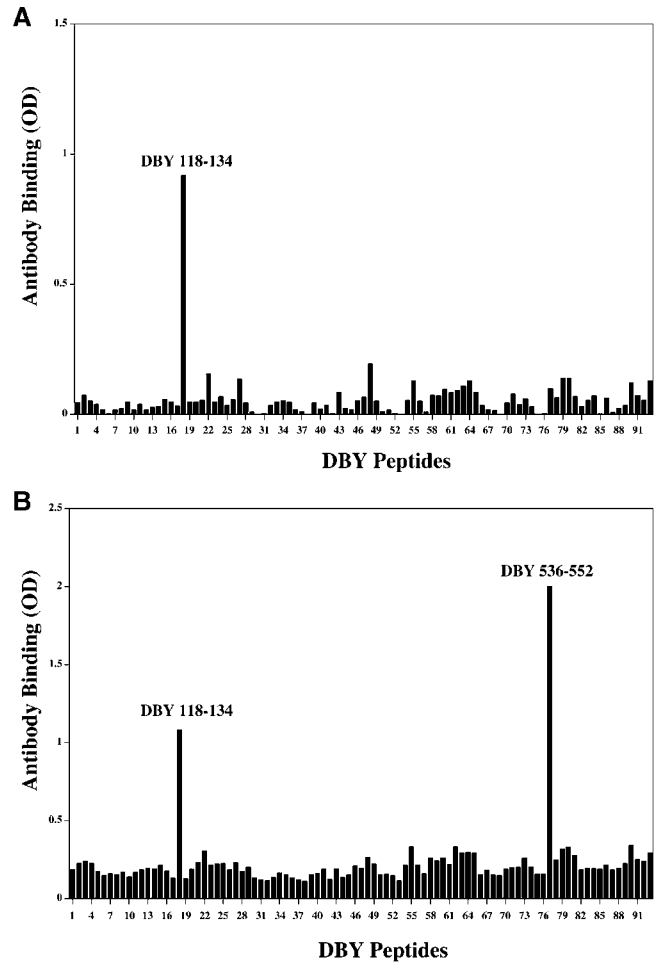 A
1.5
1
0.5
0
Antibody Binding (OD)
DBY 118-134
1 4 7 10 13 16 19 22 25 28 31 34 37 40 43 46 49 52 55 58 61 64 67 70 73 76 79 82 85 88 91
DBY Peptides
B
2.5
2
1.5
1
0.5
0
Antibody Binding (OD)
DBY 536-552
DBY 118-134
1 4 7 10 13 16 19 22 25 28 31 34 37 40 43 46 49 52 55 58 61 64 67 70 73 76 79 82 85 88 91
DBY Peptides